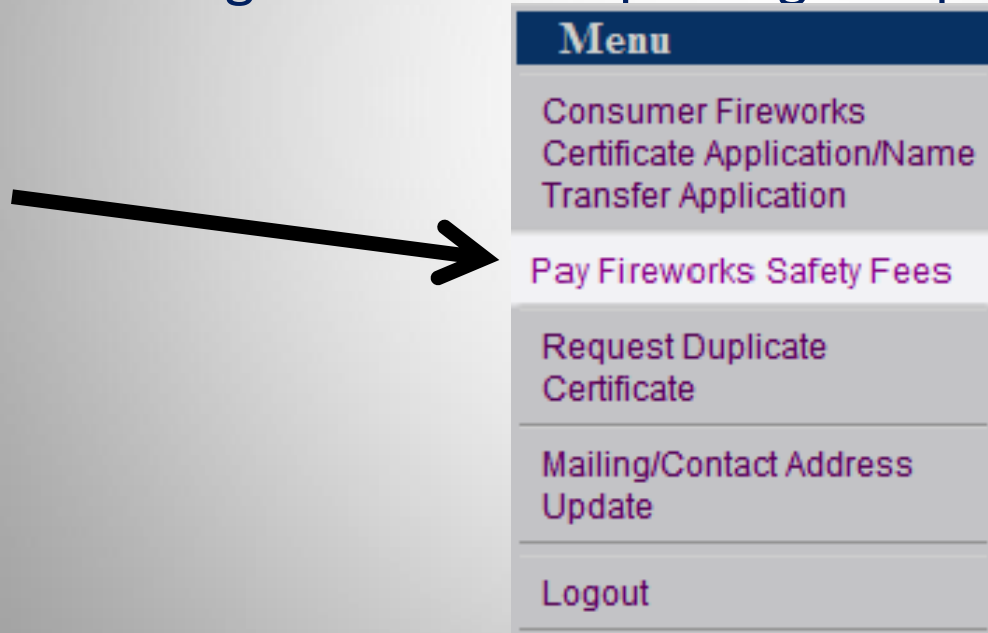 Menu
Consumer Fireworks
Certificate Application/Name
Transfer Application
Pay Fireworks Safety Fees
Request Duplicate
Certificate
Mailing/Contact Address
Update
Logout